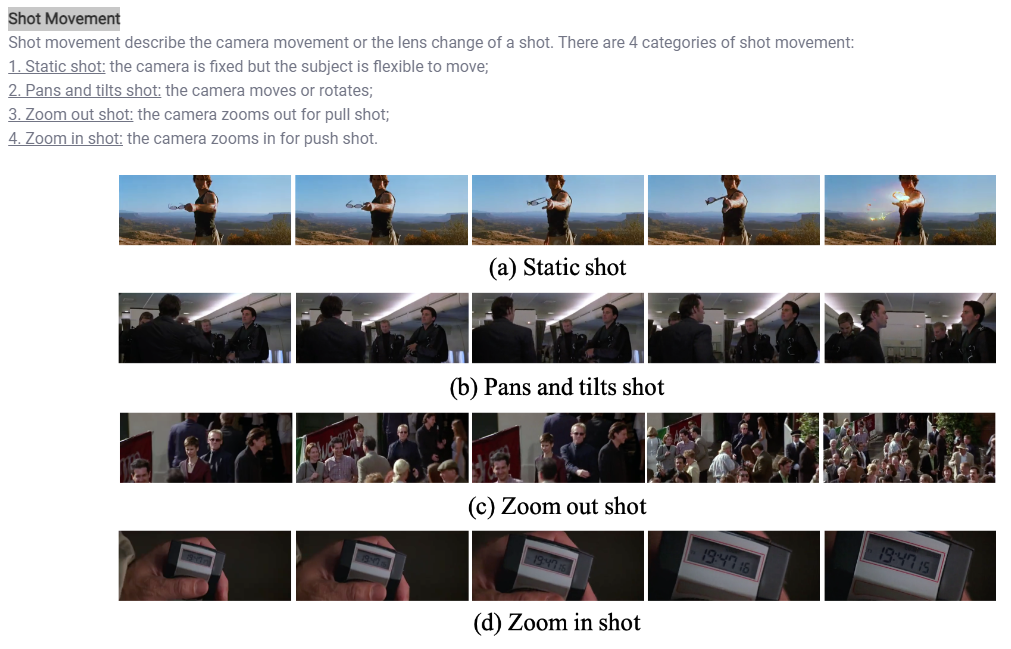 Shot Movement
Shot movement describe the camera movement or the lens change of a shot. There are 4 categories of shot movement:
1. Static shot: the camera is fixed but the subject is flexible to move;
2. Pans and tilts shot: the camera moves or rotates;
3. Zoom out shot: the camera zooms out for pull shot;
4. Zoom in shot: the camera zooms in for push shot.
(a) Static shot
(b) Pans and tilts shot
(c) Zoom out shot
19:47 16
19:47 15
(d) Zoom in shot